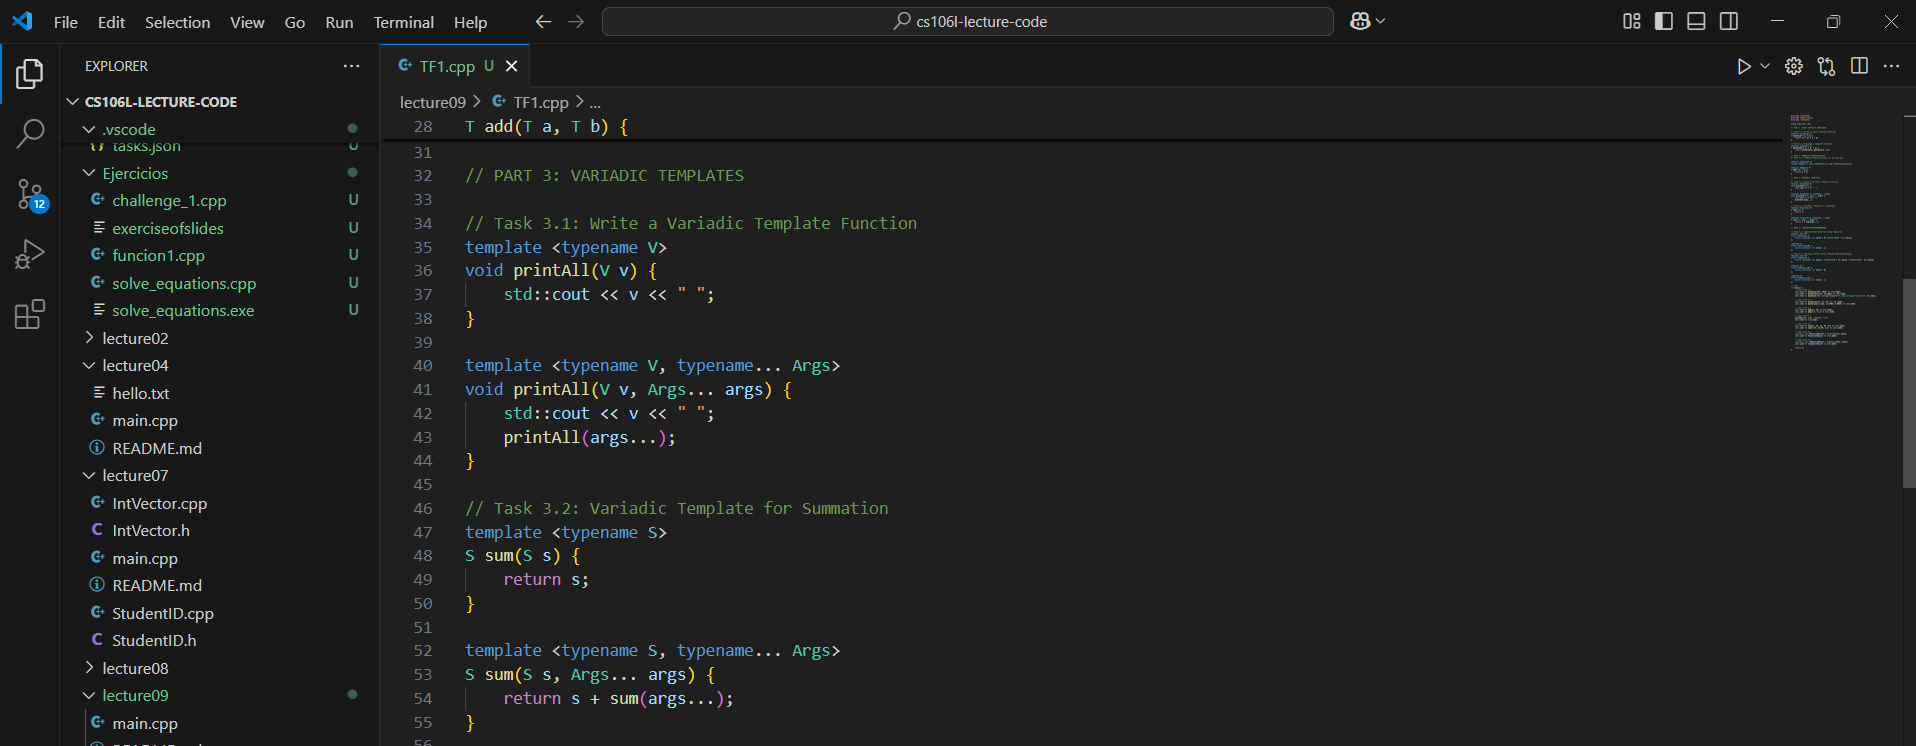 File Edit Selection View Go Run Terminal Help
cs106l-lecture-code
EXPLORER
CS106L-LECTURE-CODE
.vscode
tasks.json U
Ejercicios
challenge_1.cpp U
exerciseofslides U
funcion1.cpp U
solve_equations.cpp U
solve_equations.exe U
lecture02
lecture04
hello.txt
main.cpp
README.md
lecture07
IntVector.cpp
IntVector.h
main.cpp
README.md
StudentID.cpp
StudentID.h
lecture08
lecture09
main.cpp
12
TF1.cpp U
lecture09 > TF1.cpp > ...
28 T add(T a, T b) {
31
32 // PART 3: VARIADIC TEMPLATES
33
34 // Task 3.1: Write a Variadic Template Function
35 template <typename V>
36 void printAll(V v) {
37     std::cout << v << " ";
38 }
39
40 template <typename V, typename... Args>
41 void printAll(V v, Args... args) {
42     std::cout << v << " ";
43     printAll(args...);
44 }
45
46 // Task 3.2: Variadic Template for Summation
47 template <typename S>
48 S sum(S s) {
49     return s;
50 }
51
52 template <typename S, typename... Args>
53 S sum(S s, Args... args) {
54     return s + sum(args...);
55 }